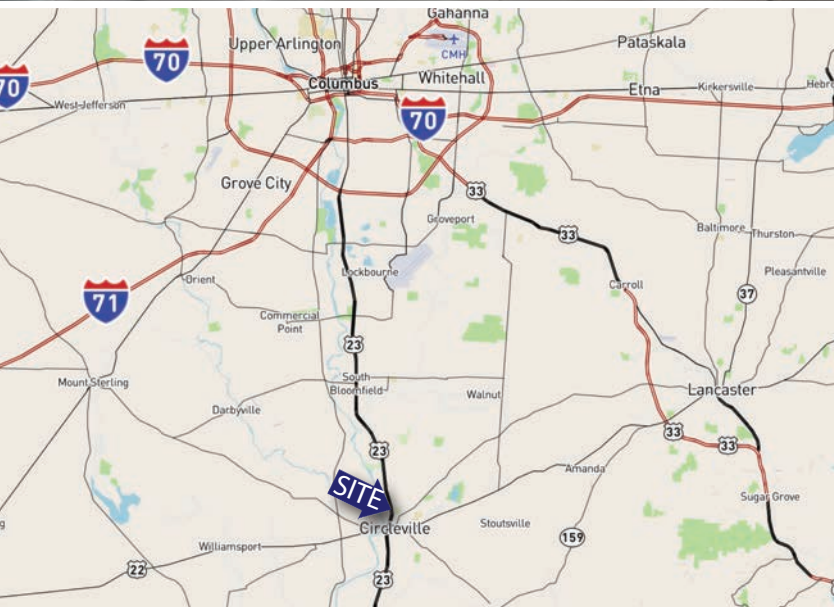 Gahanna
Upper Arlington
70
CMH
Pataskala
70
Columbus
Whitehall
Etna
Kirkersville
West Jefferson
70
Grove City
33
Groveport
33
Baltimore
Thurston
Lockbourne
Pleasantville
Orient
Carroll
71
37
Commercial
Point
23
South
Bloomfield
Mount Sterling
Walnut
Lancaster
Darbyville
33
33
23
Amanda
SITE
Sugar Grove
Circleville
Stoutsville
159
Williamsport
22
23